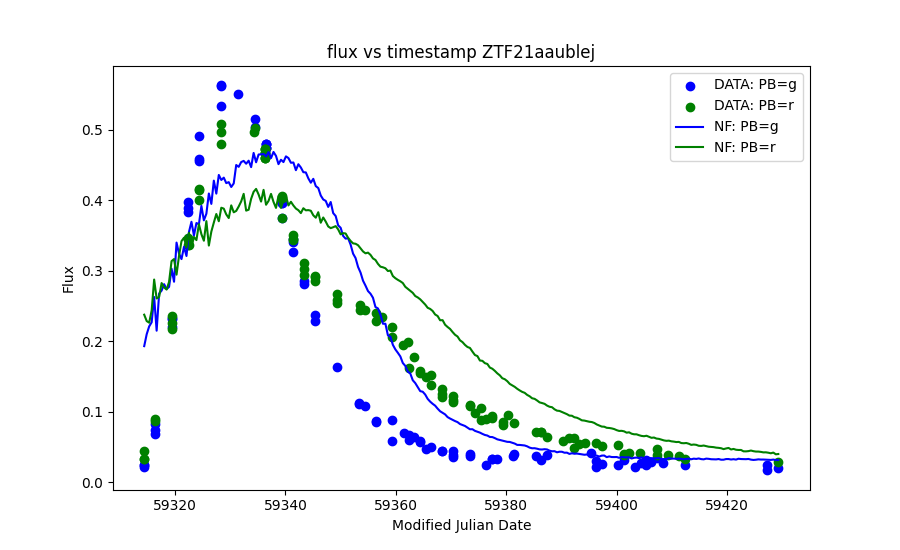 flux vs timestamp ZTF21aaublej
DATA: PB=g
DATA: PB=r
NF: PB=g
NF: PB=r
0.5
0.4
0.3
0.2
0.1
0.0
Flux
59320 59340 59360 59380 59400 59420
Modified Julian Date